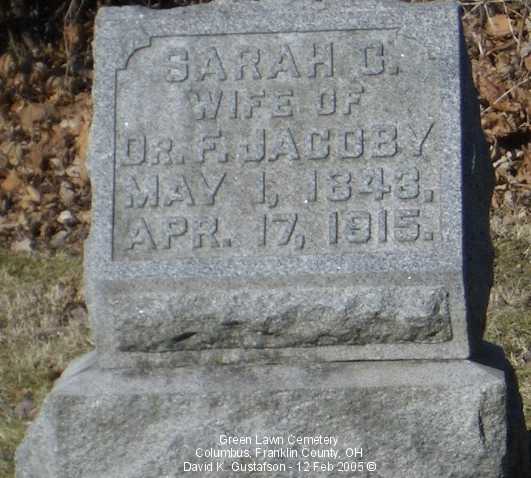 SARAH C.
WIFE OF
DR. F. JACOBY
MAY 1, 1843,
APR. 17, 1915.
Green Lawn Cemetery
Columbus, Franklin County, OH
David K. Gustafson - 12 Feb 2005 ©